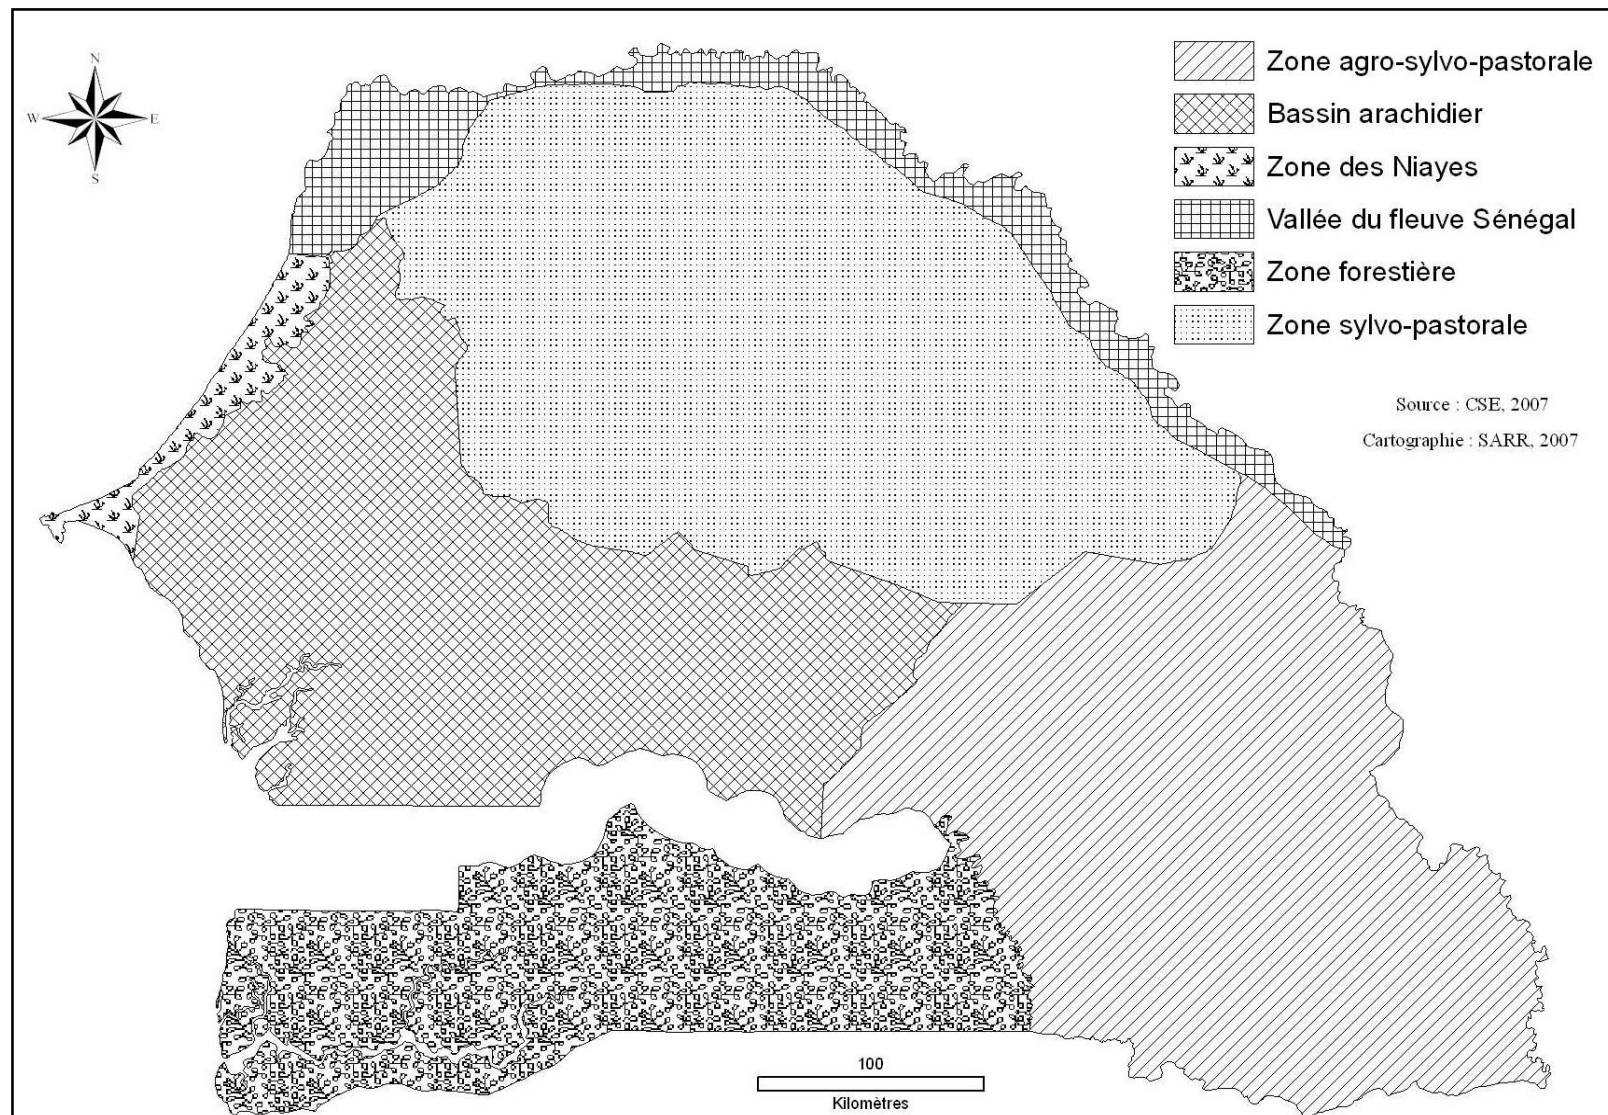 N
W E
S
Zone agro-sylvo-pastorale
Bassin arachidier
Zone des Niayes
Vallée du fleuve Sénégal
Zone forestière
Zone sylvo-pastorale
Source : CSE, 2007
Cartographie : SARR, 2007
100
Kilomètres